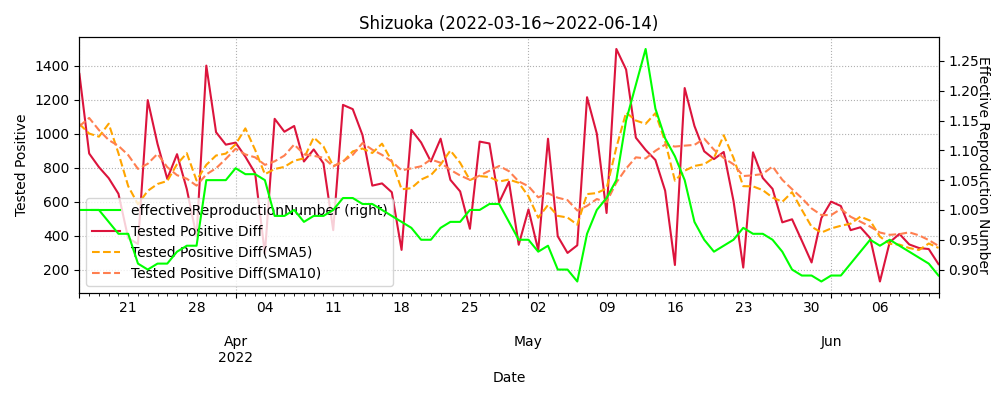 Shizuoka (2022-03-16~2022-06-14)
Tested Positive
1400
1200
1000
800
600
400
200
1.25
1.20
1.15
1.10
1.05
1.00
0.95
0.90
Effective Reproduction Number
effectiveReproductionNumber (right)
Tested Positive Diff
Tested Positive Diff(SMA5)
Tested Positive Diff(SMA10)
21 28 04 11 18 25 02 09 16 23 30 06
Apr May Jun
2022
Date